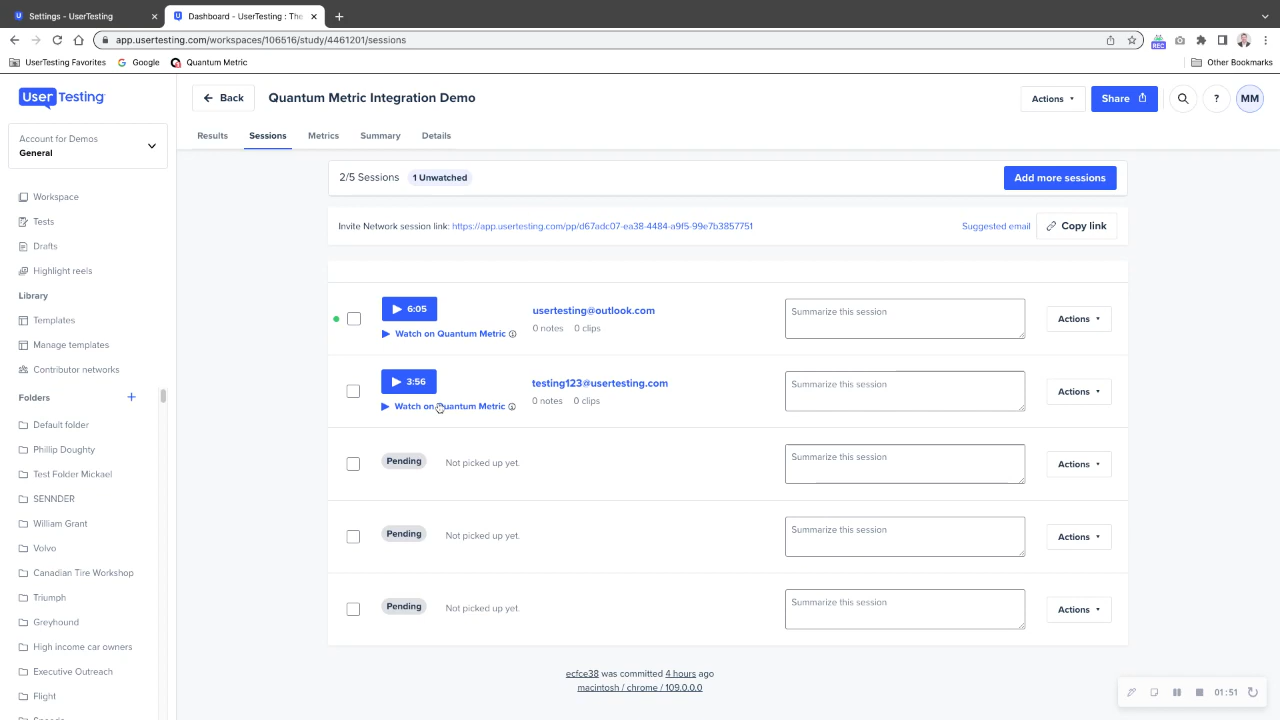 Settings - UserTesting
Dashboard - UserTesting : The
app.usertesting.com/workspaces/106516/study/4461201/sessions
REC
UserTesting Favorites
Google
Quantum Metric
Other Bookmarks
UserTesting
Back
Quantum Metric Integration Demo
Actions
Share
?
MM
Account for Demos
General
Results
Sessions
Metrics
Summary
Details
2/5 Sessions
1 Unwatched
Add more sessions
Invite Network session link: https://app.usertesting.com/pp/d67adc07-ea38-4484-a9f5-99e7b3857751
Suggested email
Copy link
Workspace
Tests
Drafts
Highlight reels
Library
Templates
Manage templates
Contributor networks
Folders
Default folder
Phillip Doughty
Test Folder Mickael
SENNDER
William Grant
Volvo
Canadian Tire Workshop
Triumph
Greyhound
High income car owners
Executive Outreach
Flight
6:05
usertesting@outlook.com
Summarize this session
Actions
Watch on Quantum Metric
0 notes 0 clips
3:56
testing123@usertesting.com
Summarize this session
Actions
Watch on Quantum Metric
0 notes 0 clips
Pending
Not picked up yet.
Summarize this session
Actions
Pending
Not picked up yet.
Summarize this session
Actions
Pending
Not picked up yet.
Summarize this session
Actions
ecfce38 was committed 4 hours ago
macintosh / chrome / 109.0.0.0
01:51